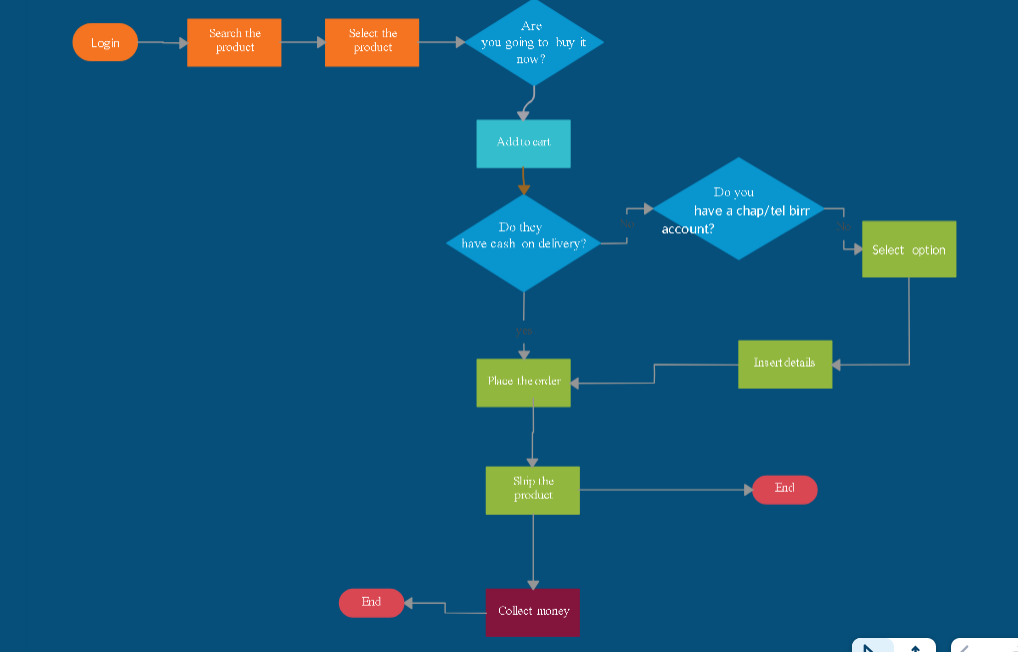 Login
Search the
product
Select the
product
Are
you going to buy it
now?
Add to cart
Do they
have cash on delivery?
No
Do you
have a chap/tel birr
account?
No
Select option
yes
Place the order
Insert details
Ship the
product
End
Collect money
End